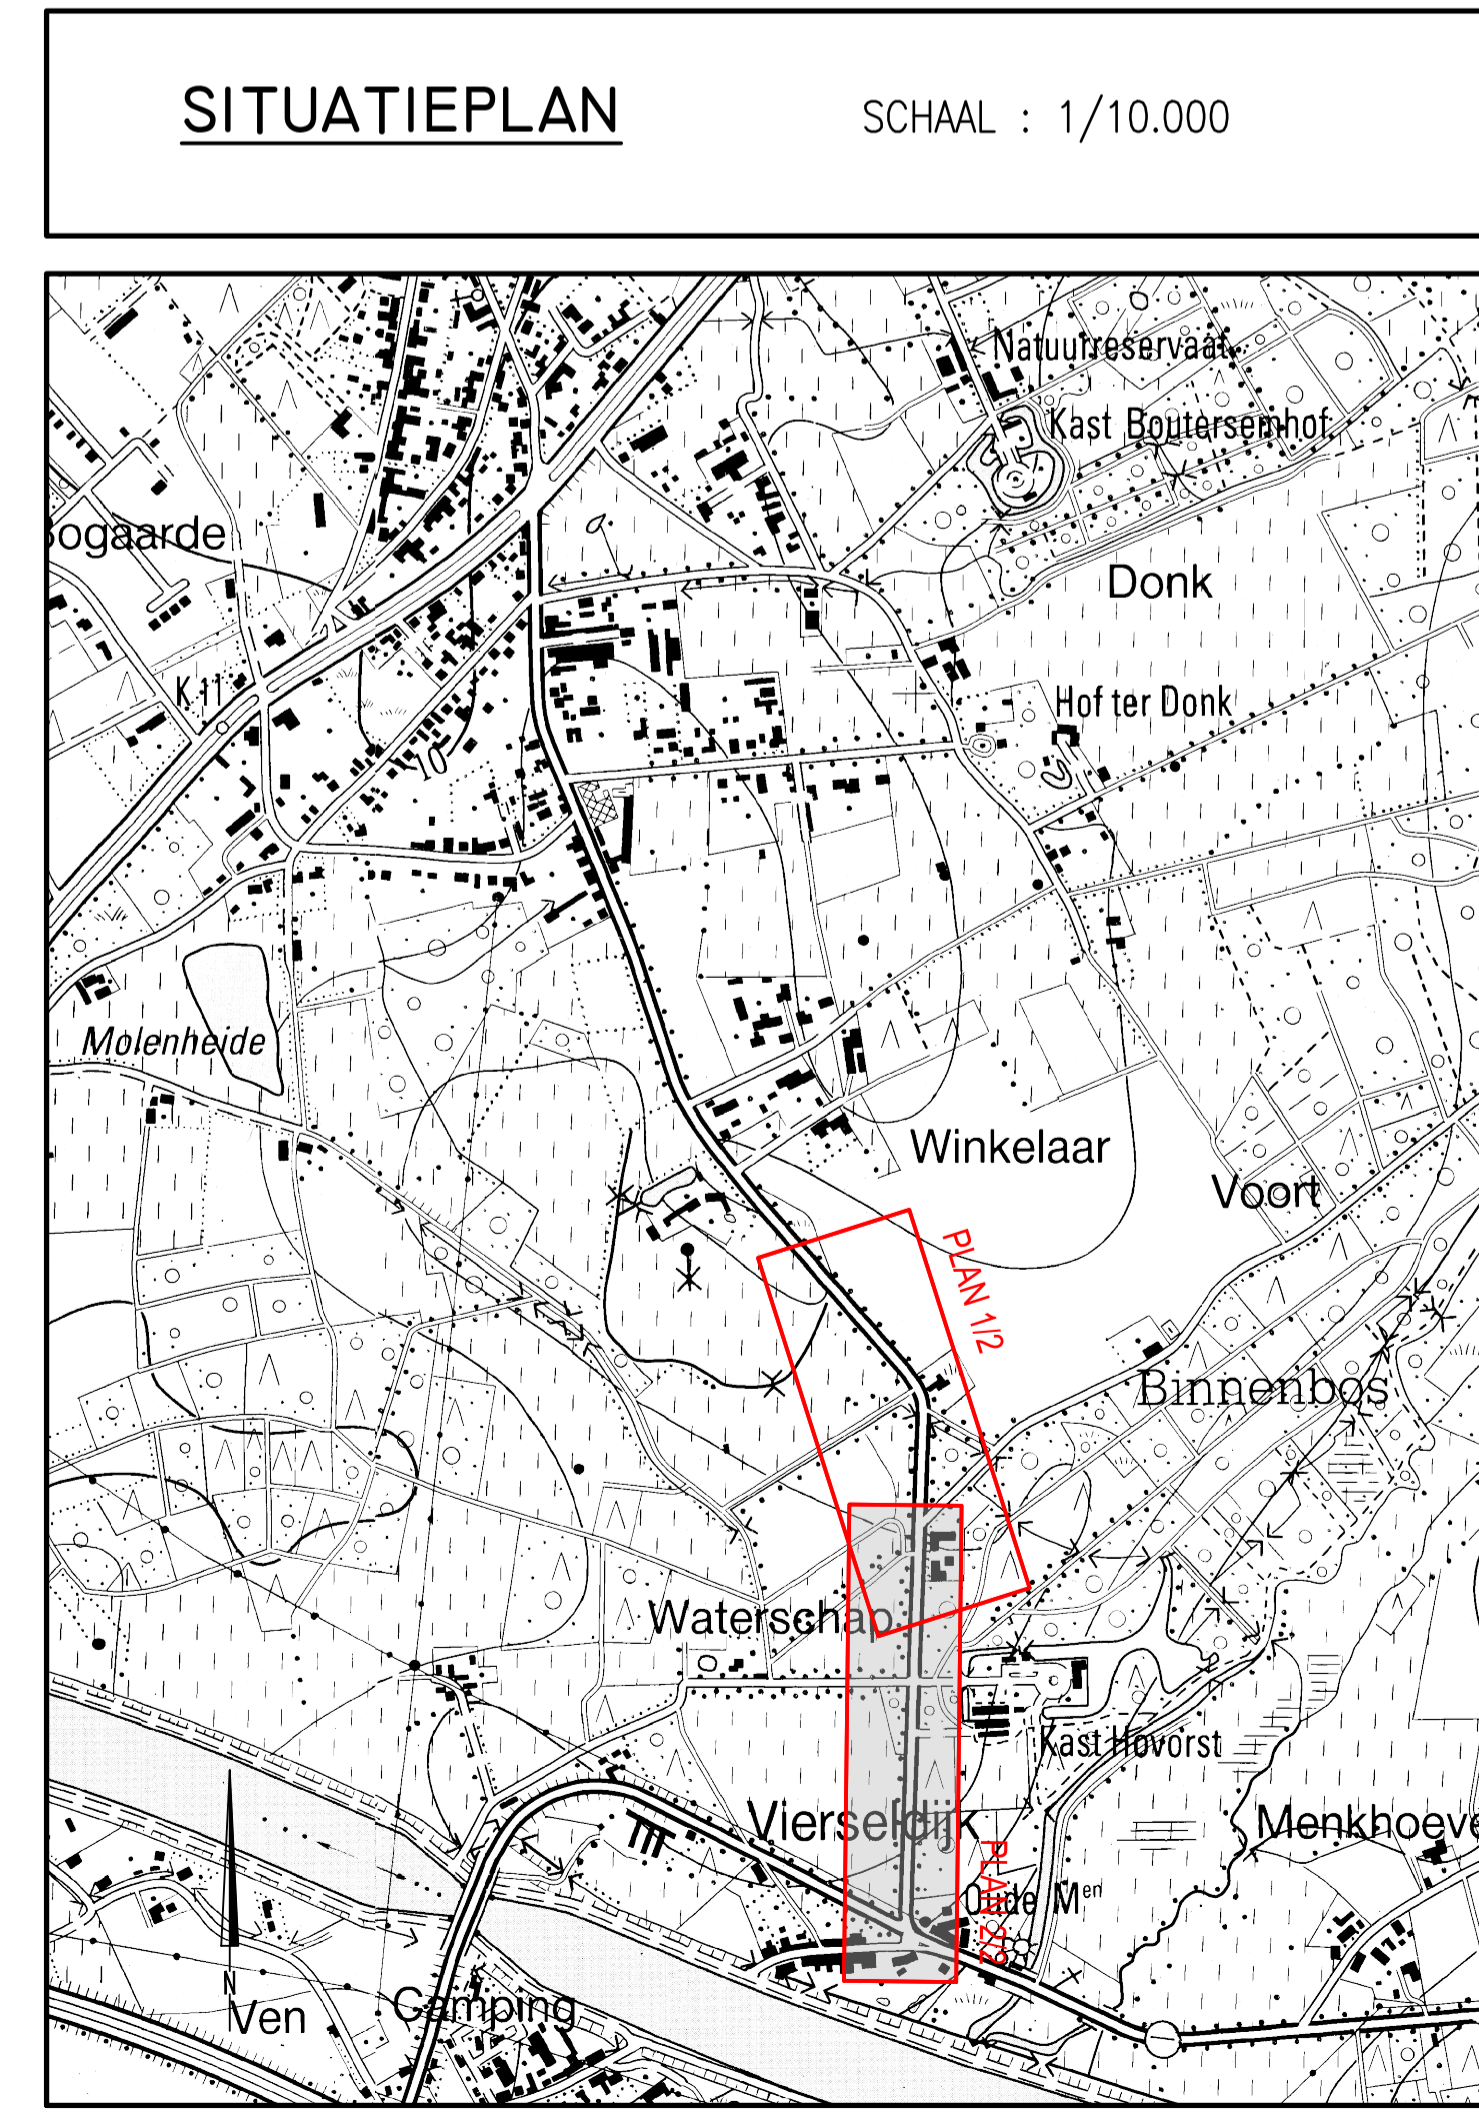 SITUATIEPLAN
SCHAAL : 1/10.000
Natuurreservaat
Kast Boutersemhof
Bogaarde
Donk
K 11
Hof ter Donk
10
Molenheide
Winkelaar
Voort
PLAN 1/2
Binnenbos
Waterschap
Kast Hovorst
Vierseldijk
Menkhoeve
PLAN 2/2
Oude Men
N
Ven
Camping